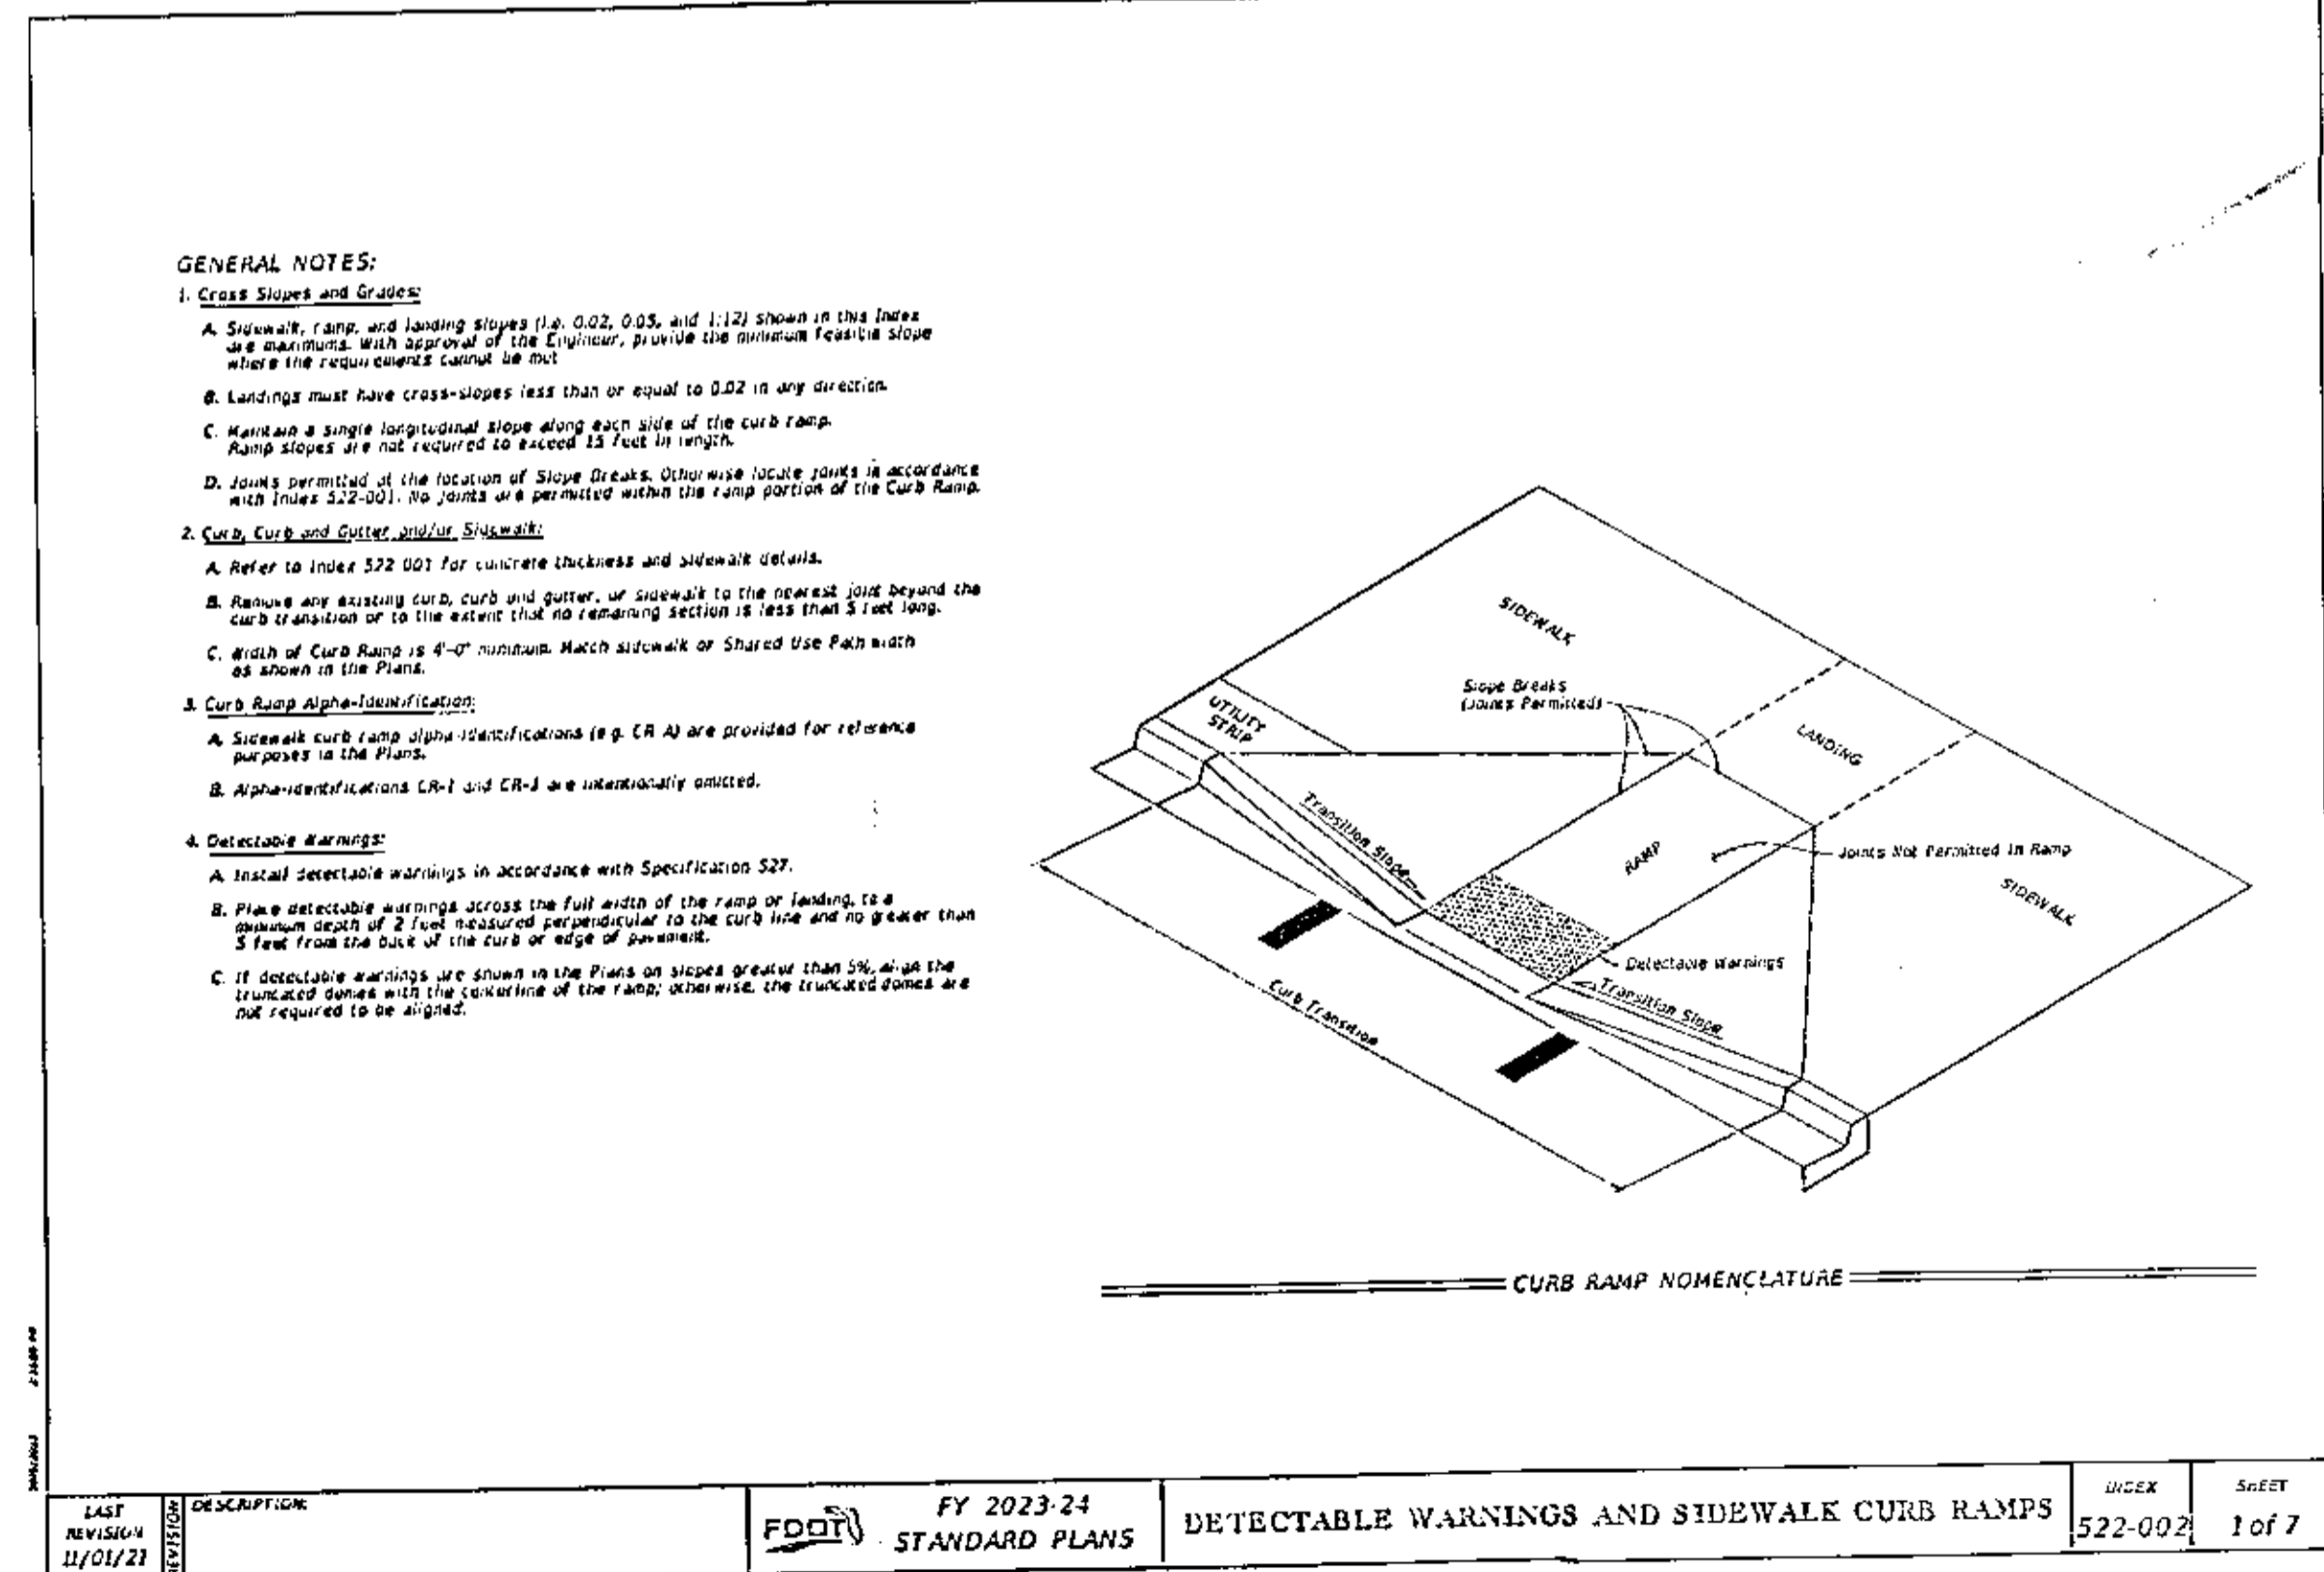 GENERAL NOTES:
1. Cross Slopes and Grades:
A. Sidewalk, ramp, and landing slopes (i.e. 0.02, 0.05, and 1:12) shown in this Index
are maximums. With approval of the Engineer, provide the minimum feasible slope
where the requirements cannot be met
B. Landings must have cross-slopes less than or equal to 0.02 in any direction.
C. Maintain a single longitudinal slope along each side of the curb ramp.
Ramp slopes are not required to exceed 15 feet in length.
D. Joints permitted at the location of Slope Breaks. Otherwise locate joints in accordance
with Index 522-001. No joints are permitted within the ramp portion of the Curb Ramp.
2. Curb, Curb and Gutter and/or Sidewalk:
A. Refer to Index 522 001 for concrete thickness and sidewalk details.
B. Remove any existing curb, curb and gutter, or sidewalk to the nearest joint beyond the
curb transition or to the extent that no remaining section is less than 5 feet long.
C. Width of Curb Ramp is 4'-0" minimum. Match sidewalk or Shared Use Path width
as shown in the Plans.
3. Curb Ramp Alpha-Identification:
A. Sidewalk curb ramp alpha-identifications (e.g. CR A) are provided for reference
purposes in the Plans.
B. Alpha-identifications and are intentionally omitted.
4. Detectable Warnings:
A. Install detectable warnings in accordance with Specification 527.
B. Place detectable warnings across the full width of the ramp or landing, to a
minimum depth of 2 feet measured perpendicular to the curb line and no greater than
5 feet from the back of the curb or edge of pavement.
C. If detectable warnings are shown in the Plans on slopes greater than 5%, align the
truncated domes with the centerline of the ramp; otherwise, the truncated domes are
not required to be aligned.
SIDEWALK
Slope Breaks
(Joints Permitted)
UTILITY
STRIP
LANDING
Transition Slope
RAMP
Joints Not Permitted In Ramp
SIDEWALK
Detectable Warnings
Transition Slope
Curb Transition
CURB RAMP NOMENCLATURE
LAST
REVISION
11/01/21
REVISION
DESCRIPTION:
FDOT
FY 2023-24
STANDARD PLANS
DETECTABLE WARNINGS AND SIDEWALK CURB RAMPS
INDEX
522-002
SHEET
1 of 7